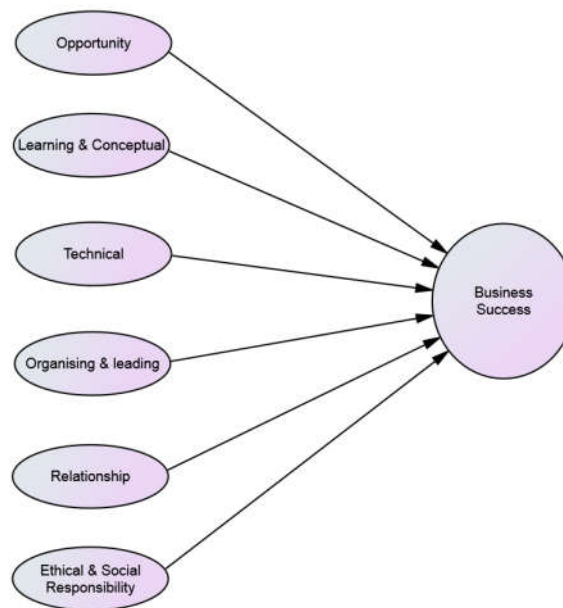 Opportunity
Learning & Conceptual
Technical
Organising & leading
Relationship
Ethical & Social
Responsibility
Business
Success